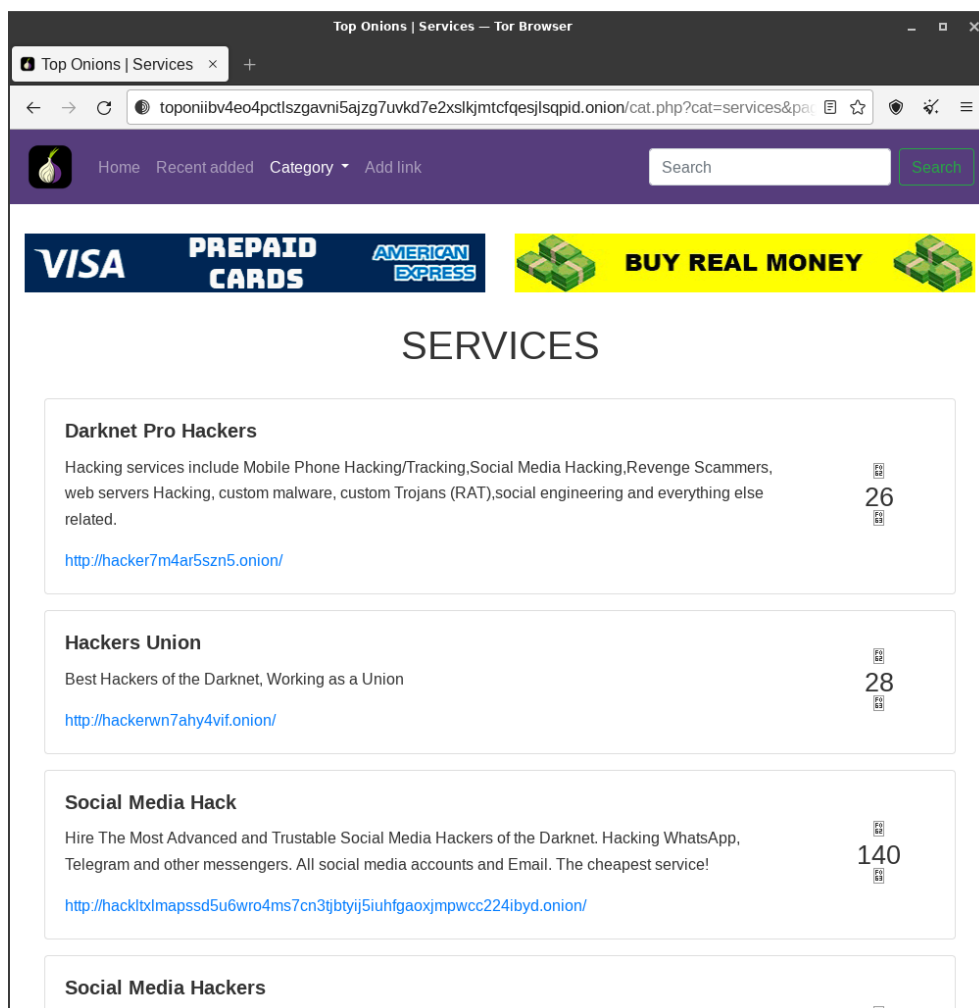 Top Onions | Services — Tor Browser
Top Onions | Services
toponiibv4eo4pctlszgavni5ajzg7uvkd7e2xslkjmtcfqesjlsqpid.onion/cat.php?cat=services&pag
Home Recent added Category Add link Search Search
VISA PREPAID CARDS AMERICAN EXPRESS
BUY REAL MONEY
SERVICES
Darknet Pro Hackers
Hacking services include Mobile Phone Hacking/Tracking,Social Media Hacking,Revenge Scammers,
web servers Hacking, custom malware, custom Trojans (RAT),social engineering and everything else
related.
26
http://hacker7m4ar5szn5.onion/
Hackers Union
Best Hackers of the Darknet, Working as a Union
28
http://hackerwn7ahy4vif.onion/
Social Media Hack
Hire The Most Advanced and Trustable Social Media Hackers of the Darknet. Hacking WhatsApp,
Telegram and other messengers. All social media accounts and Email. The cheapest service!
140
http://hackltxlmapssd5u6wro4ms7cn3tjbtyij5iuhfgaoxjmpwcc224ibyd.onion/
Social Media Hackers